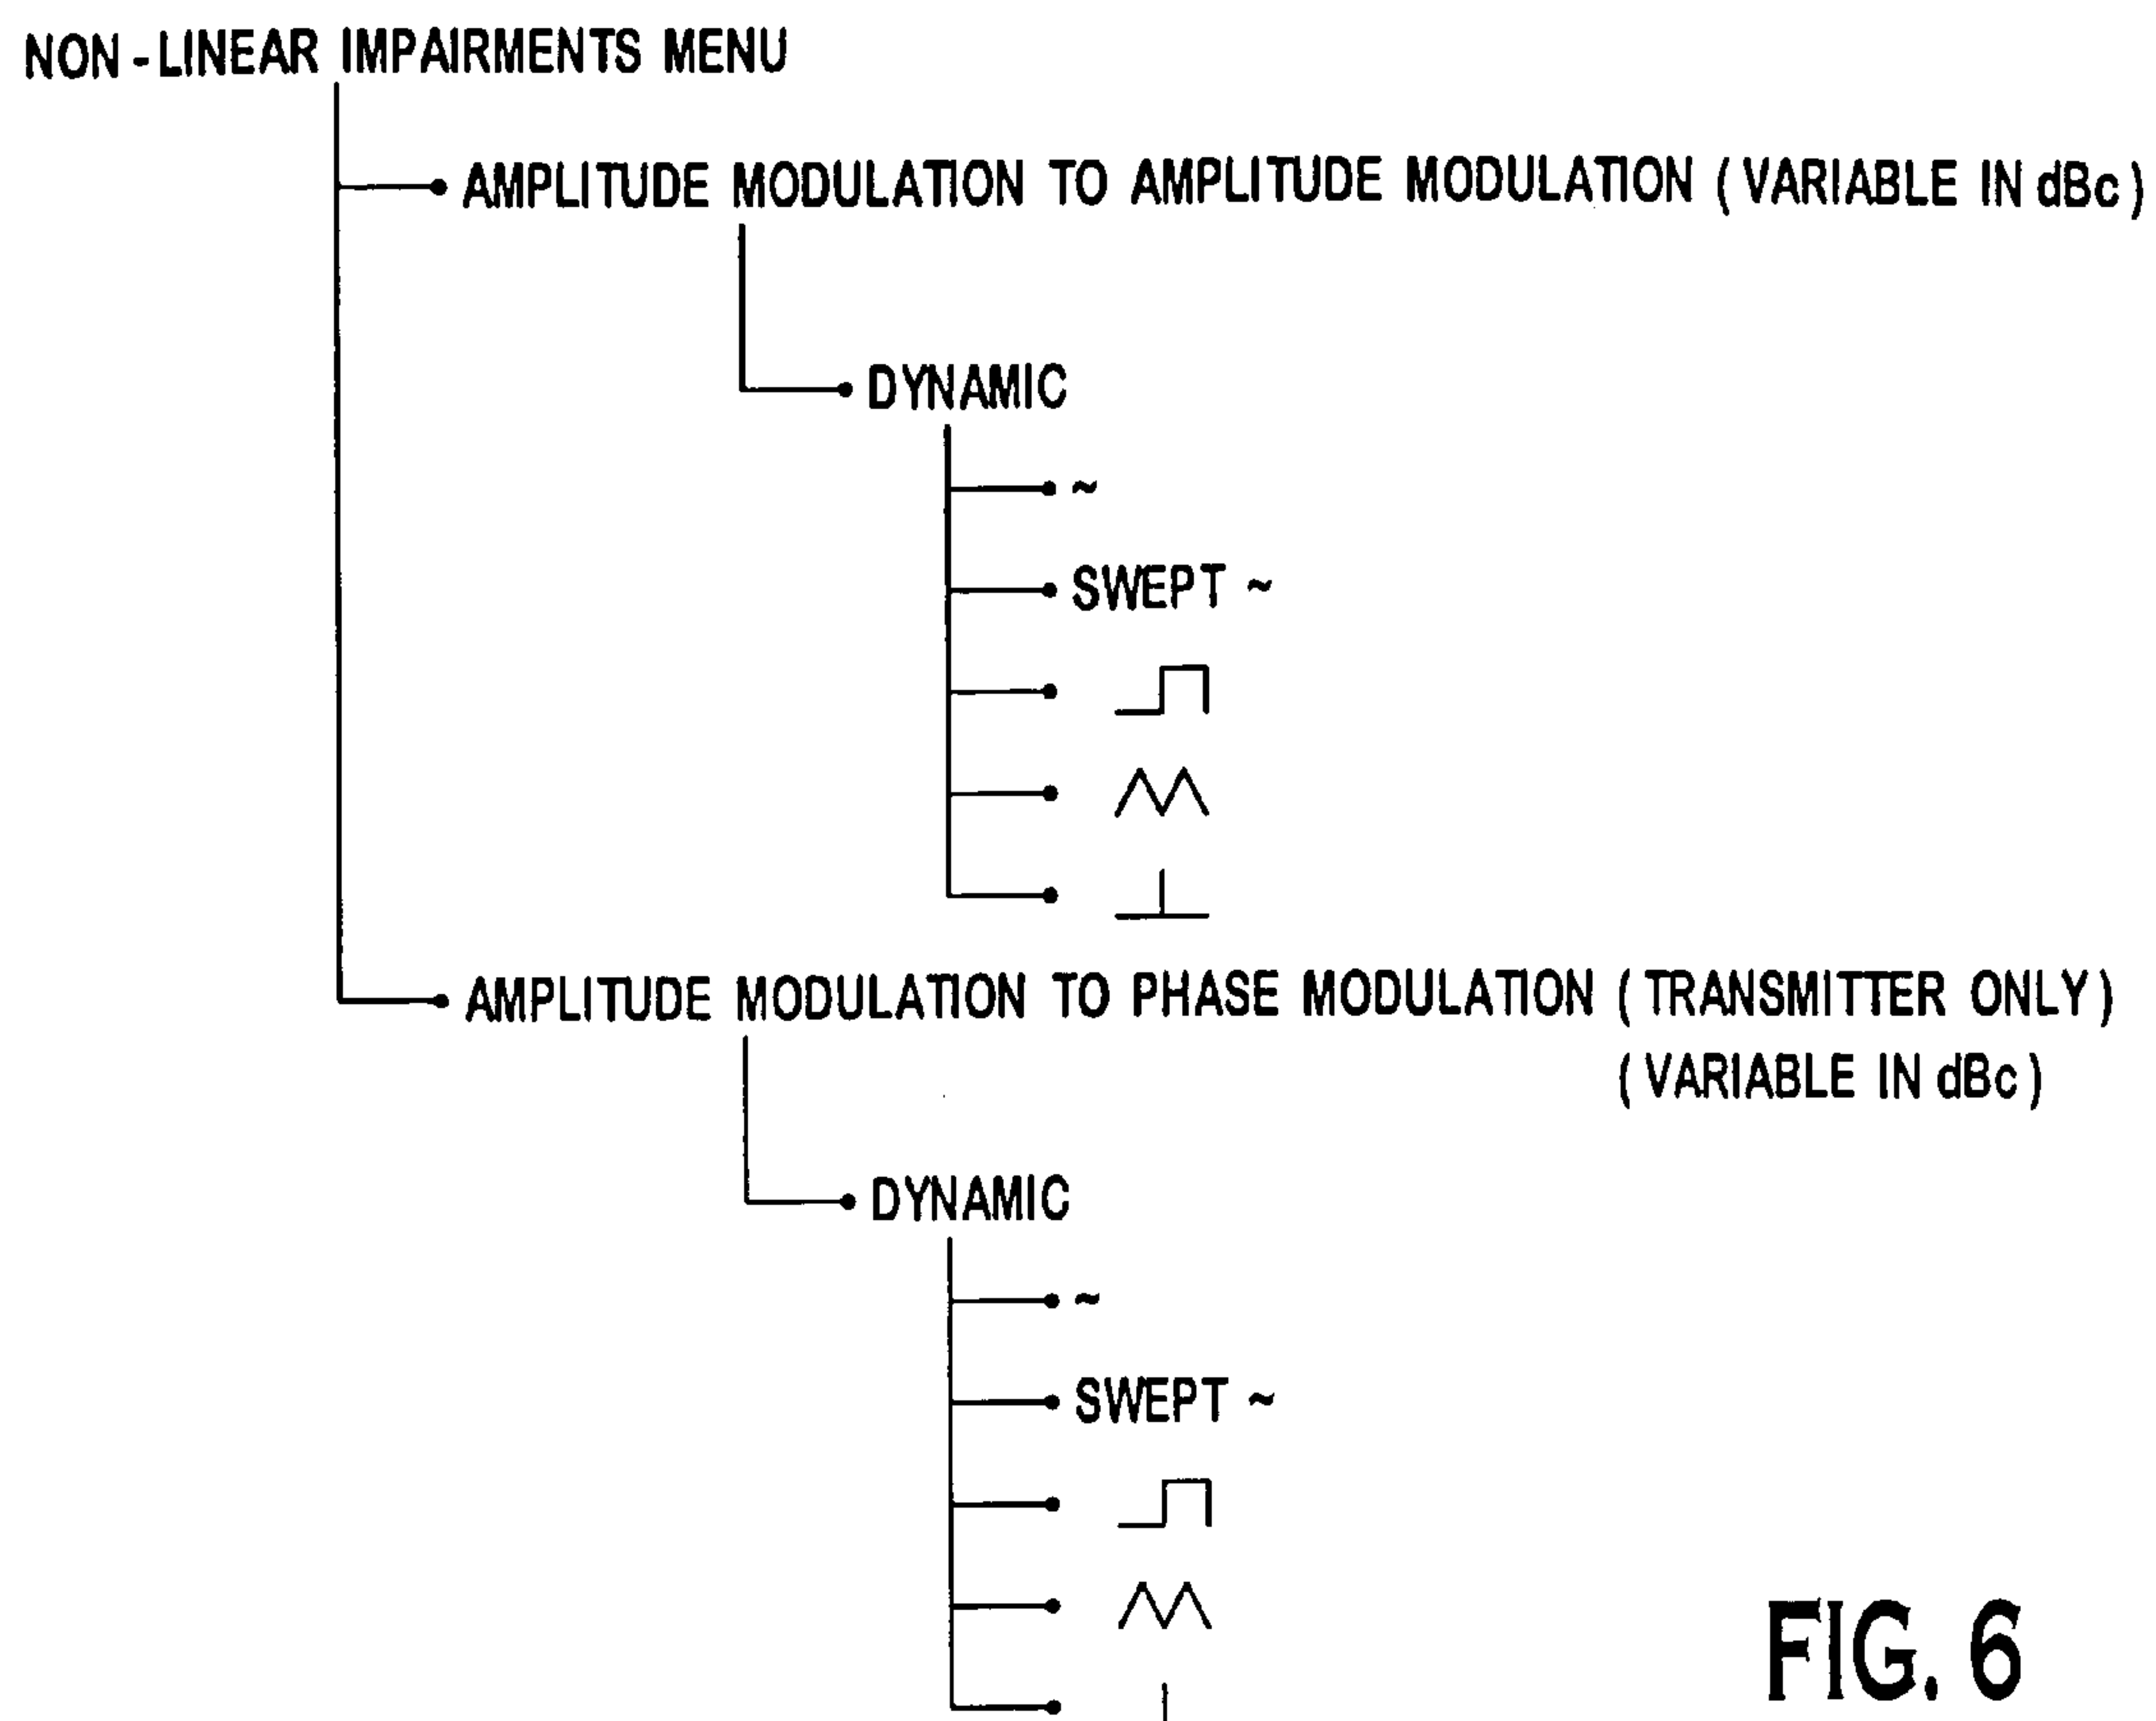 NON-LINEAR IMPAIRMENTS MENU
AMPLITUDE MODULATION TO AMPLITUDE MODULATION (VARIABLE IN dBc)
DYNAMIC
~
SWEPT ~
AMPLITUDE MODULATION TO PHASE MODULATION (TRANSMITTER ONLY)
(VARIABLE IN dBc)
DYNAMIC
~
SWEPT ~
FIG. 6